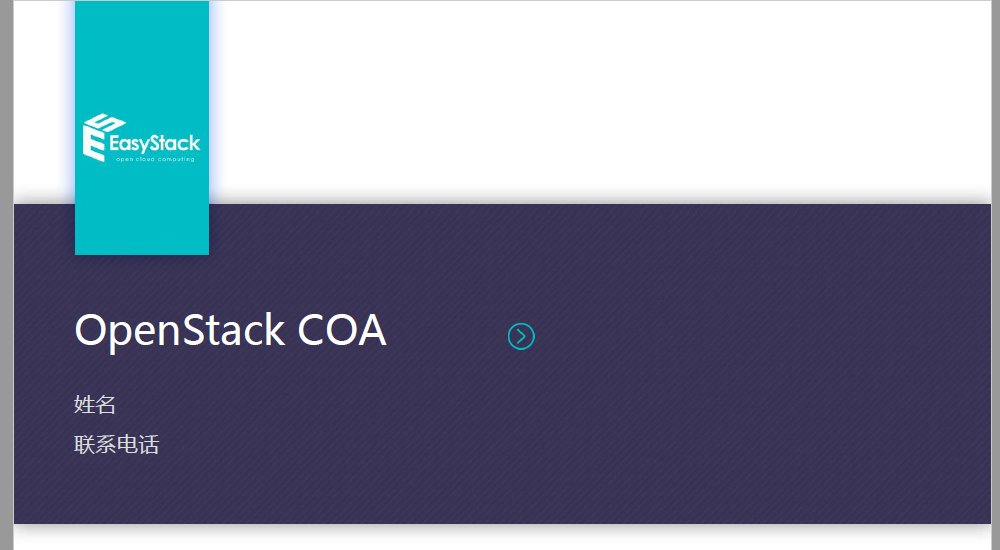 EasyStack
open cloud computing
OpenStack COA
姓名
联系电话